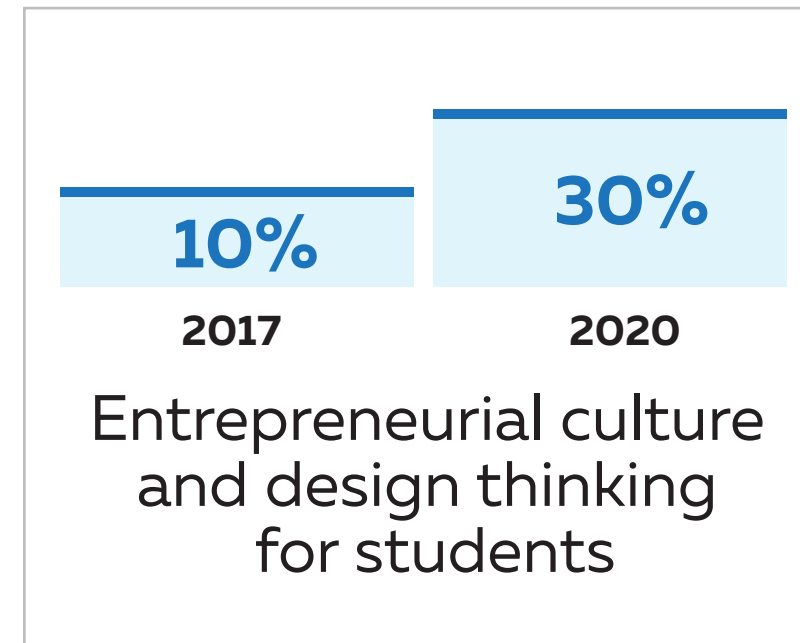 10%
30%
2017
2020
Entrepreneurial culture
and design thinking
for students